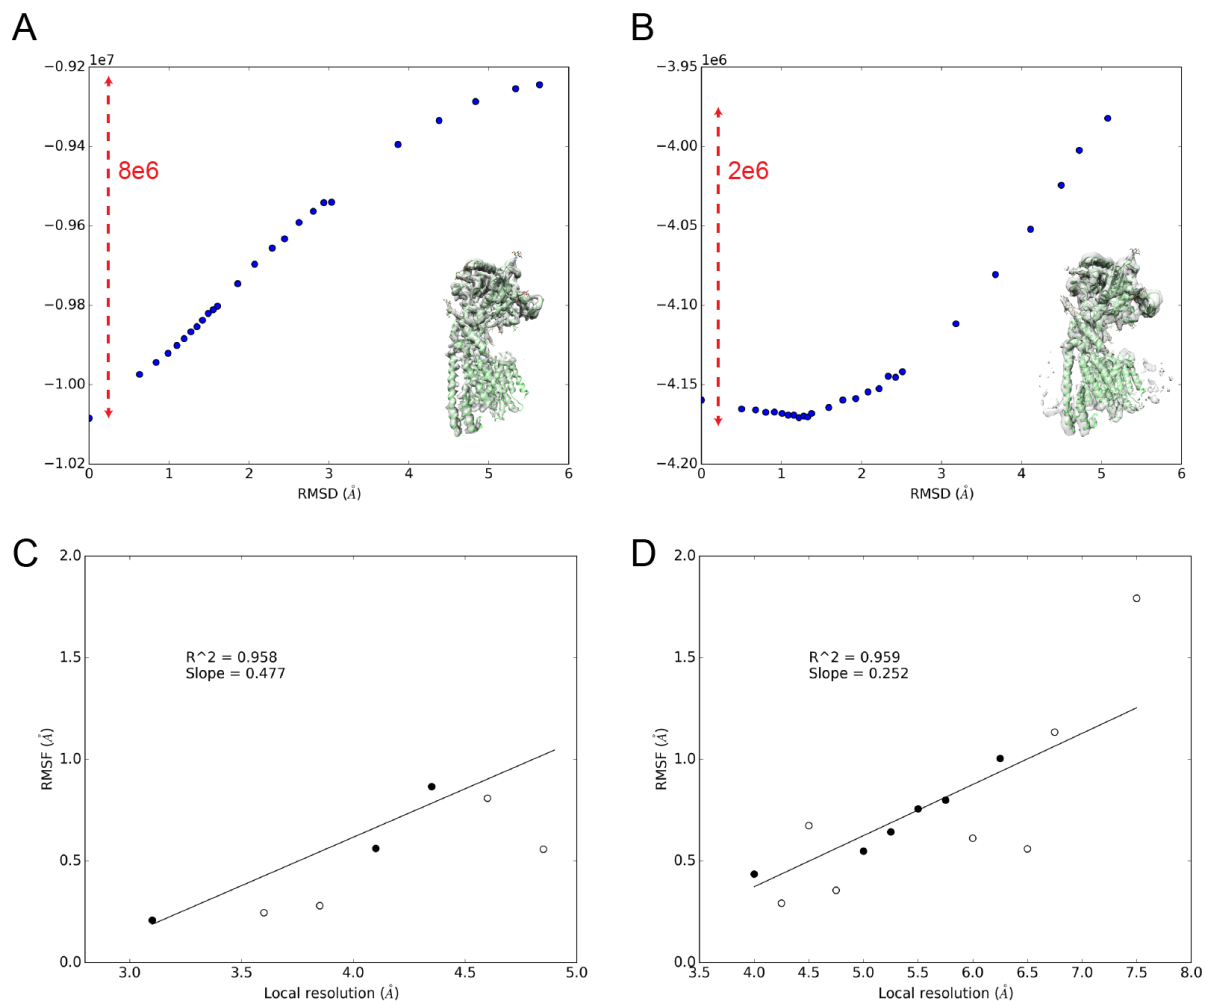 A
1e7
−0.92
−0.94
−0.96
−0.98
−1.00
−1.02
8e6
0 1 2 3 4 5 6
RMSD (Å)
B
1e6
−3.95
−4.00
−4.05
−4.10
−4.15
−4.20
2e6
0 1 2 3 4 5 6
RMSD (Å)
C
2.0
1.5
1.0
0.5
0.0
RMSF (Å)
R^2 = 0.958
Slope = 0.477
3.0 3.5 4.0 4.5 5.0
Local resolution (Å)
D
2.0
1.5
1.0
0.5
0.0
RMSF (Å)
R^2 = 0.959
Slope = 0.252
3.5 4.0 4.5 5.0 5.5 6.0 6.5 7.0 7.5 8.0
Local resolution (Å)